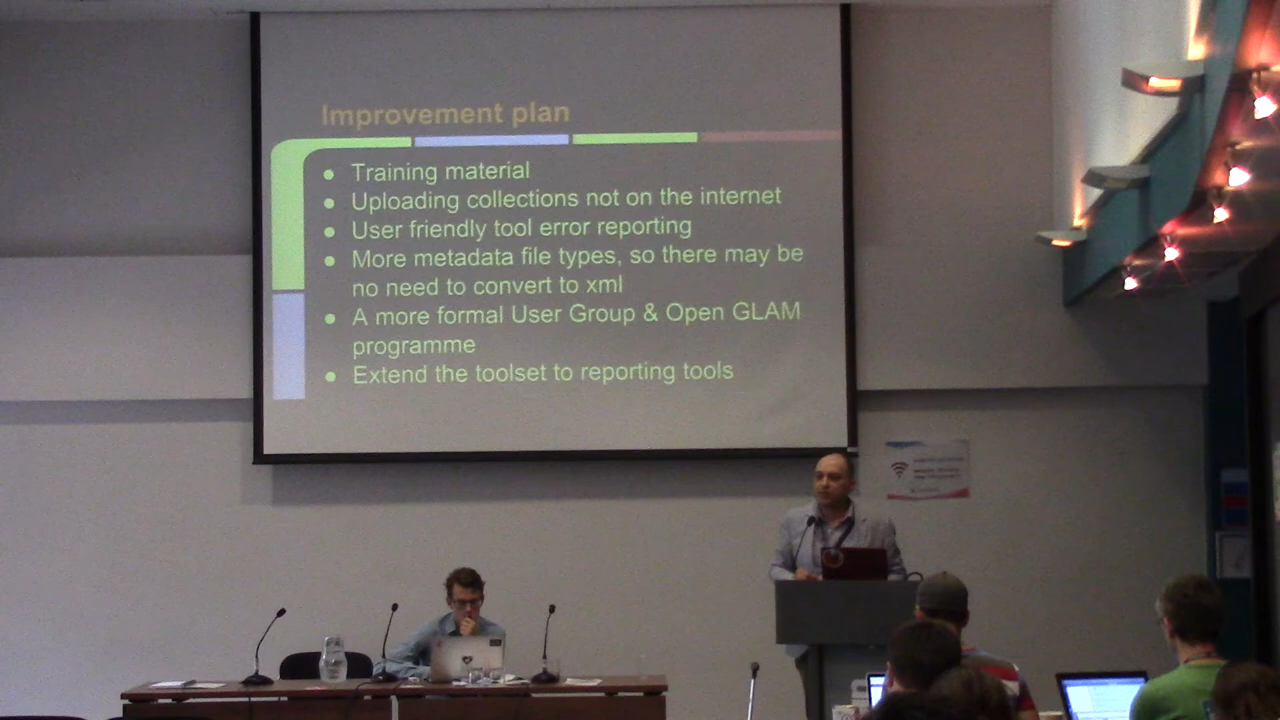 Improvement plan
● Training material
● Uploading collections not on the internet
● User friendly tool error reporting
● More metadata file types, so there may be
no need to convert to xml
● A more formal User Group & Open GLAM
programme
● Extend the toolset to reporting tools